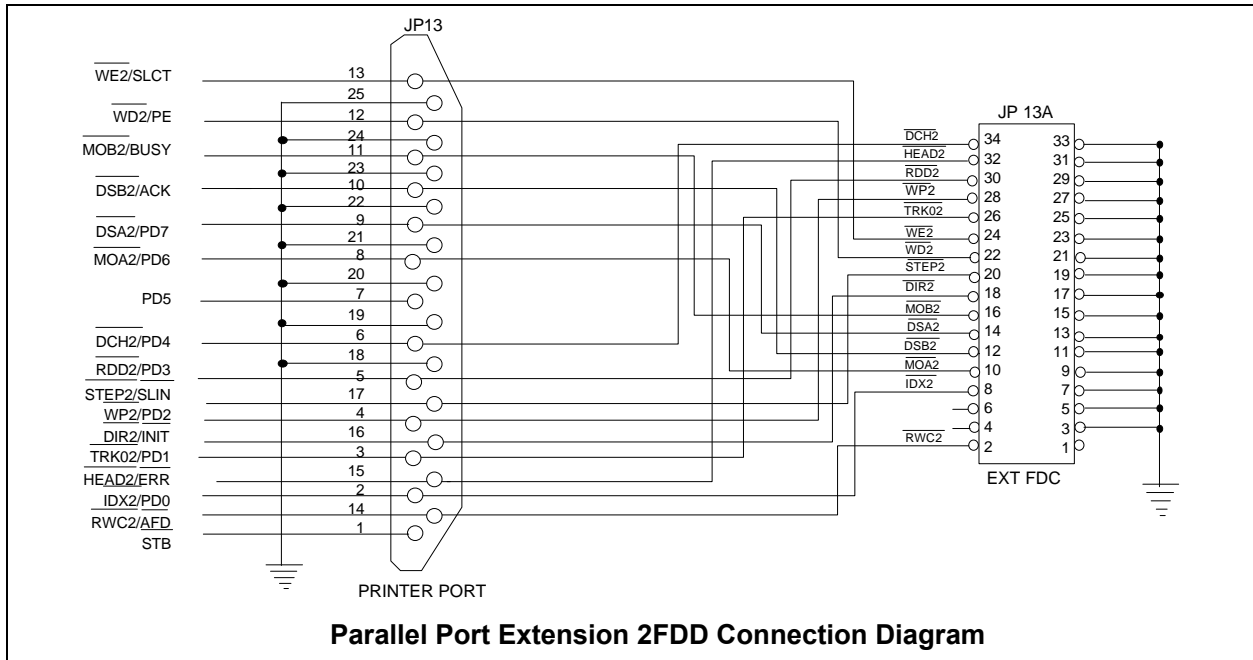 JP13
WE2/SLCT
13
25
WD2/PE
12
24
MOB2/BUSY
11
23
DSB2/ACK
10
22
DSA2/PD7
9
21
MOA2/PD6
8
20
PD5
7
19
DCH2/PD4
6
18
RDD2/PD3
5
STEP2/SLIN
17
WP2/PD2
4
DIR2/INIT
16
TRK02/PD1
3
HEAD2/ERR
15
IDX2/PD0
2
RWC2/AFD
14
STB
1
PRINTER PORT
JP 13A
DCH2 34 33
HEAD2 32 31
RDD2 30 29
WP2 28 27
TRK02 26 25
WE2 24 23
WD2 22 21
STEP2 20 19
DIR2 18 17
MOB2 16 15
DSA2 14 13
DSB2 12 11
MOA2 10 9
IDX2 8 7
6 5
4 3
RWC2 2 1
EXT FDC
Parallel Port Extension 2FDD Connection Diagram